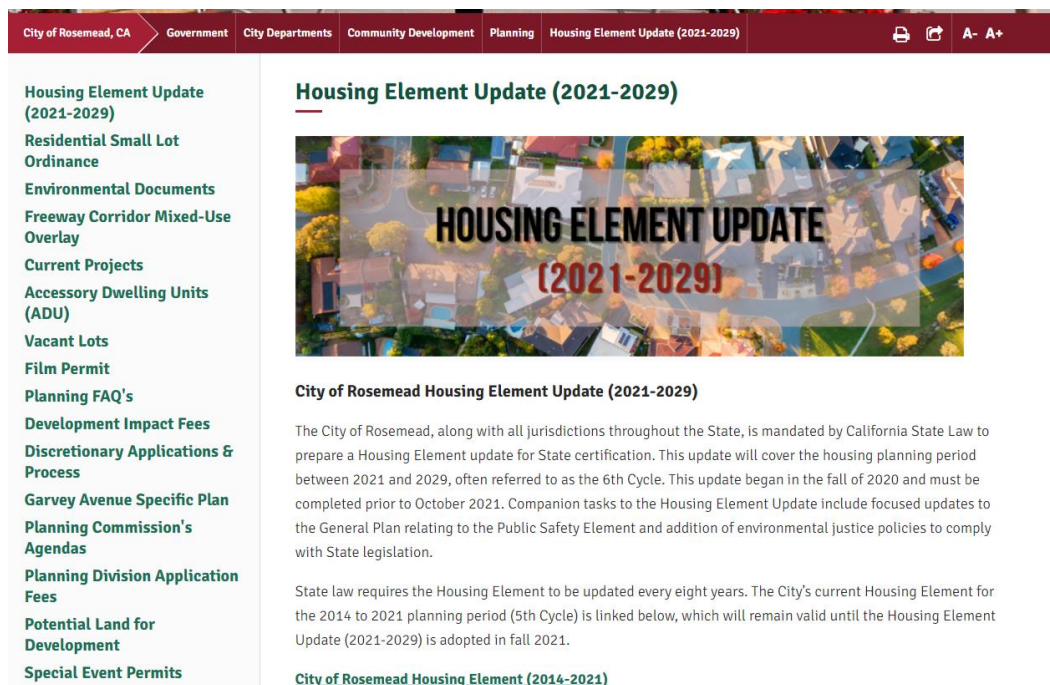 City of Rosemead, CA Government City Departments Community Development Planning Housing Element Update (2021-2029) A- A+
Housing Element Update
(2021-2029)
Residential Small Lot
Ordinance
Environmental Documents
Freeway Corridor Mixed-Use
Overlay
Current Projects
Accessory Dwelling Units
(ADU)
Vacant Lots
Film Permit
Planning FAQ's
Development Impact Fees
Discretionary Applications &
Process
Garvey Avenue Specific Plan
Planning Commission's
Agendas
Planning Division Application
Fees
Potential Land for
Development
Special Event Permits
Housing Element Update (2021-2029)
HOUSING ELEMENT UPDATE
(2021-2029)
City of Rosemead Housing Element Update (2021-2029)
The City of Rosemead, along with all jurisdictions throughout the State, is mandated by California State Law to
prepare a Housing Element update for State certification. This update will cover the housing planning period
between 2021 and 2029, often referred to as the 6th Cycle. This update began in the fall of 2020 and must be
completed prior to October 2021. Companion tasks to the Housing Element Update include focused updates to
the General Plan relating to the Public Safety Element and addition of environmental justice policies to comply
with State legislation.
State law requires the Housing Element to be updated every eight years. The City’s current Housing Element for
the 2014 to 2021 planning period (5th Cycle) is linked below, which will remain valid until the Housing Element
Update (2021-2029) is adopted in fall 2021.
City of Rosemead Housing Element (2014-2021)